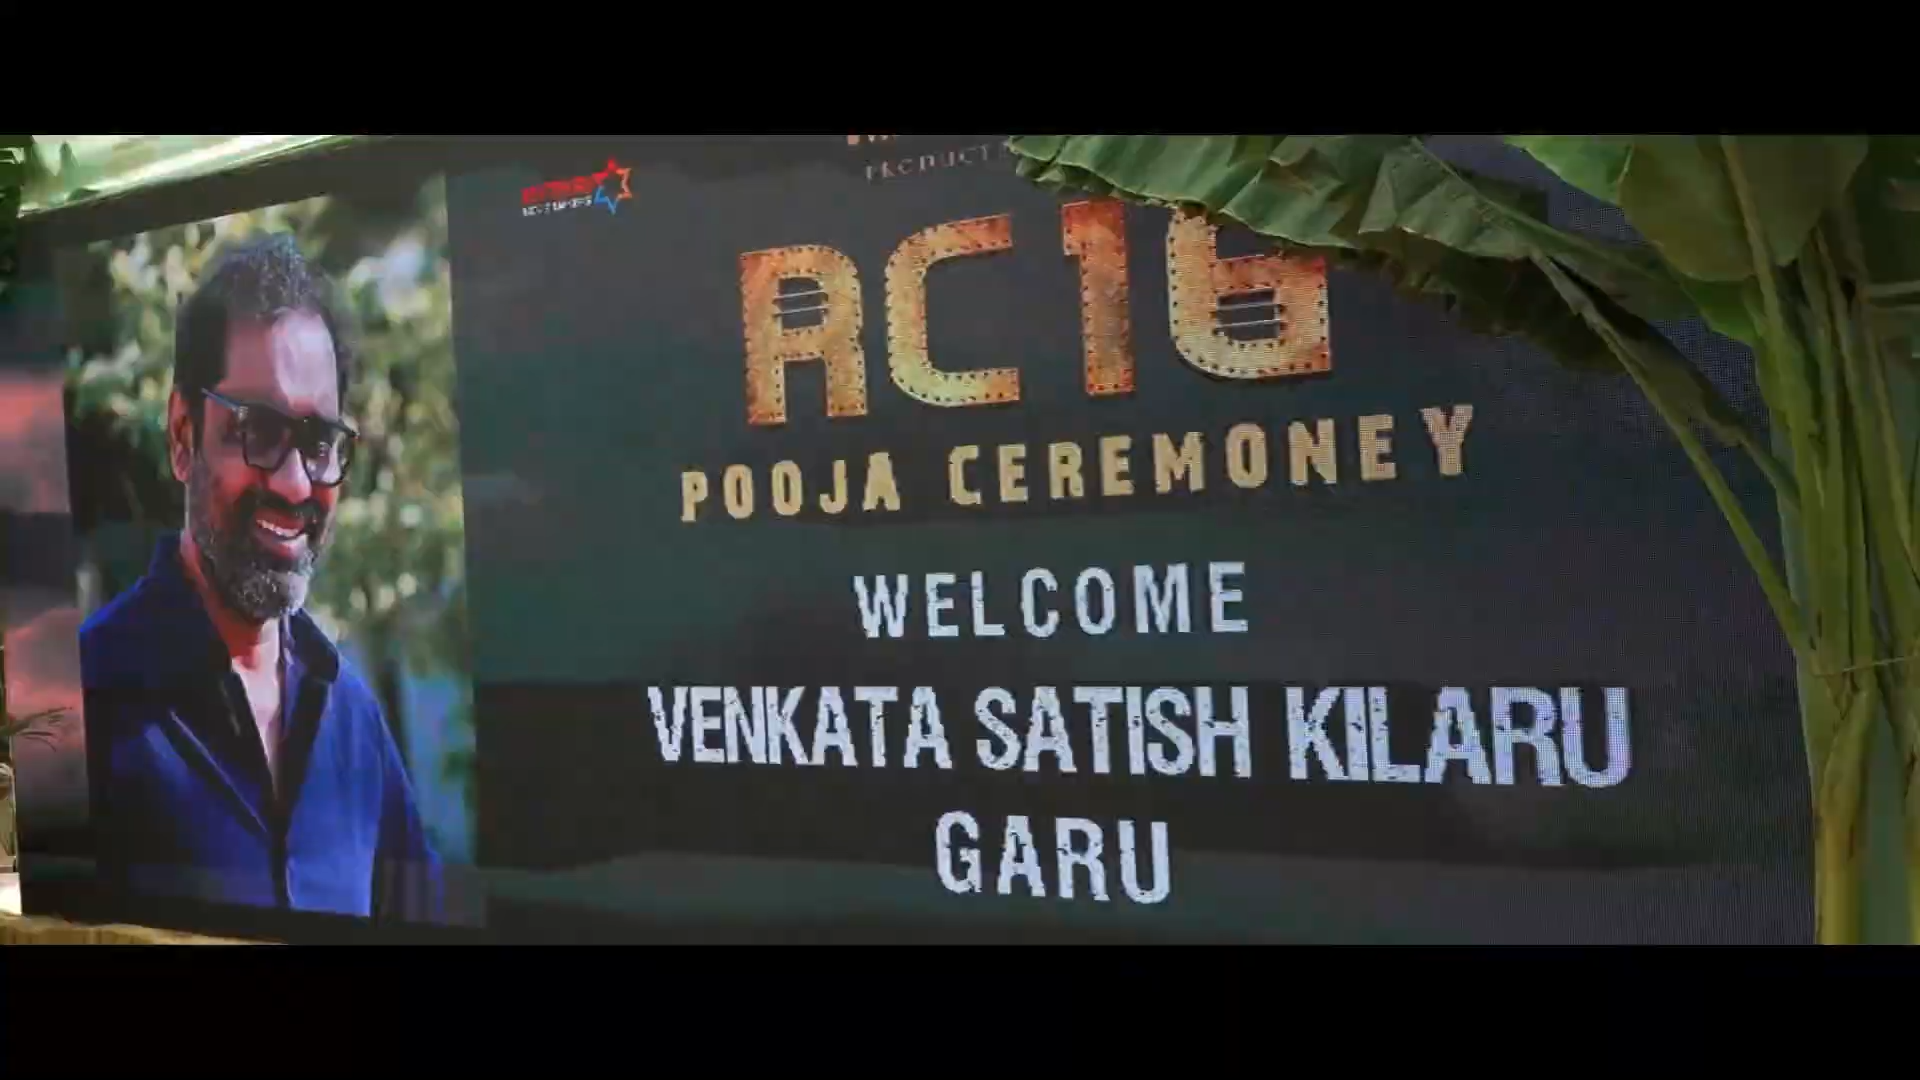 RC16
POOJA CEREMONEY
WELCOME
VENKATA SATISH KILARU
GARU